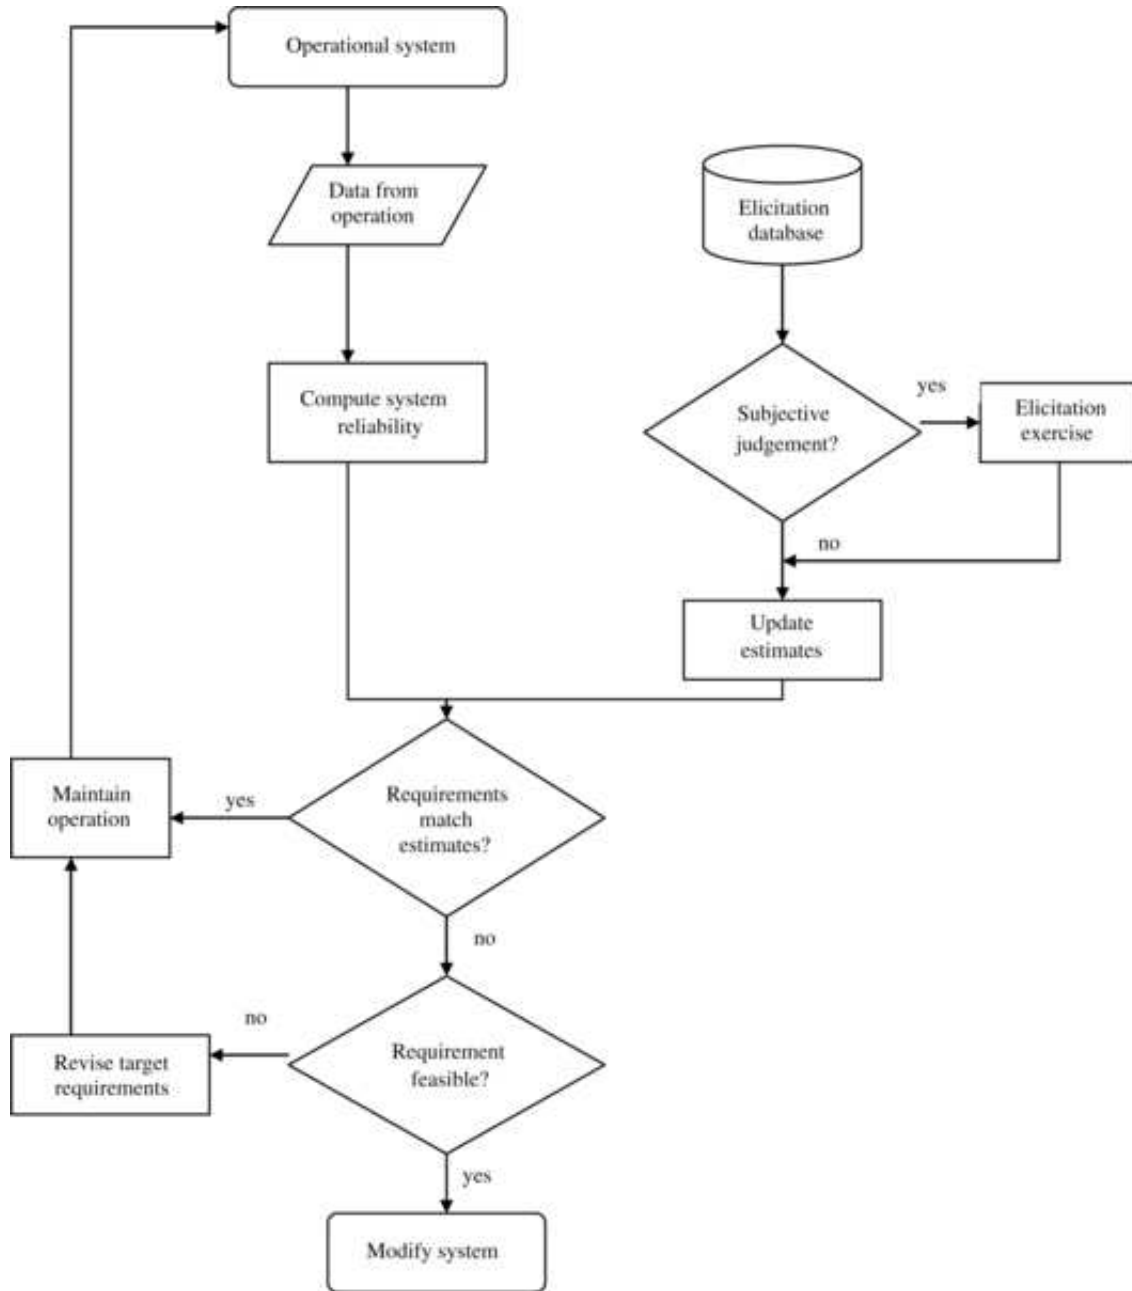 Operational system
Data from
operation
Elicitation
database
Compute system
reliability
Subjective
judgement?
yes
Elicitation
exercise
no
Update
estimates
Maintain
operation
yes
Requirements
match
estimates?
no
Revise target
requirements
no
Requirement
feasible?
yes
Modify system